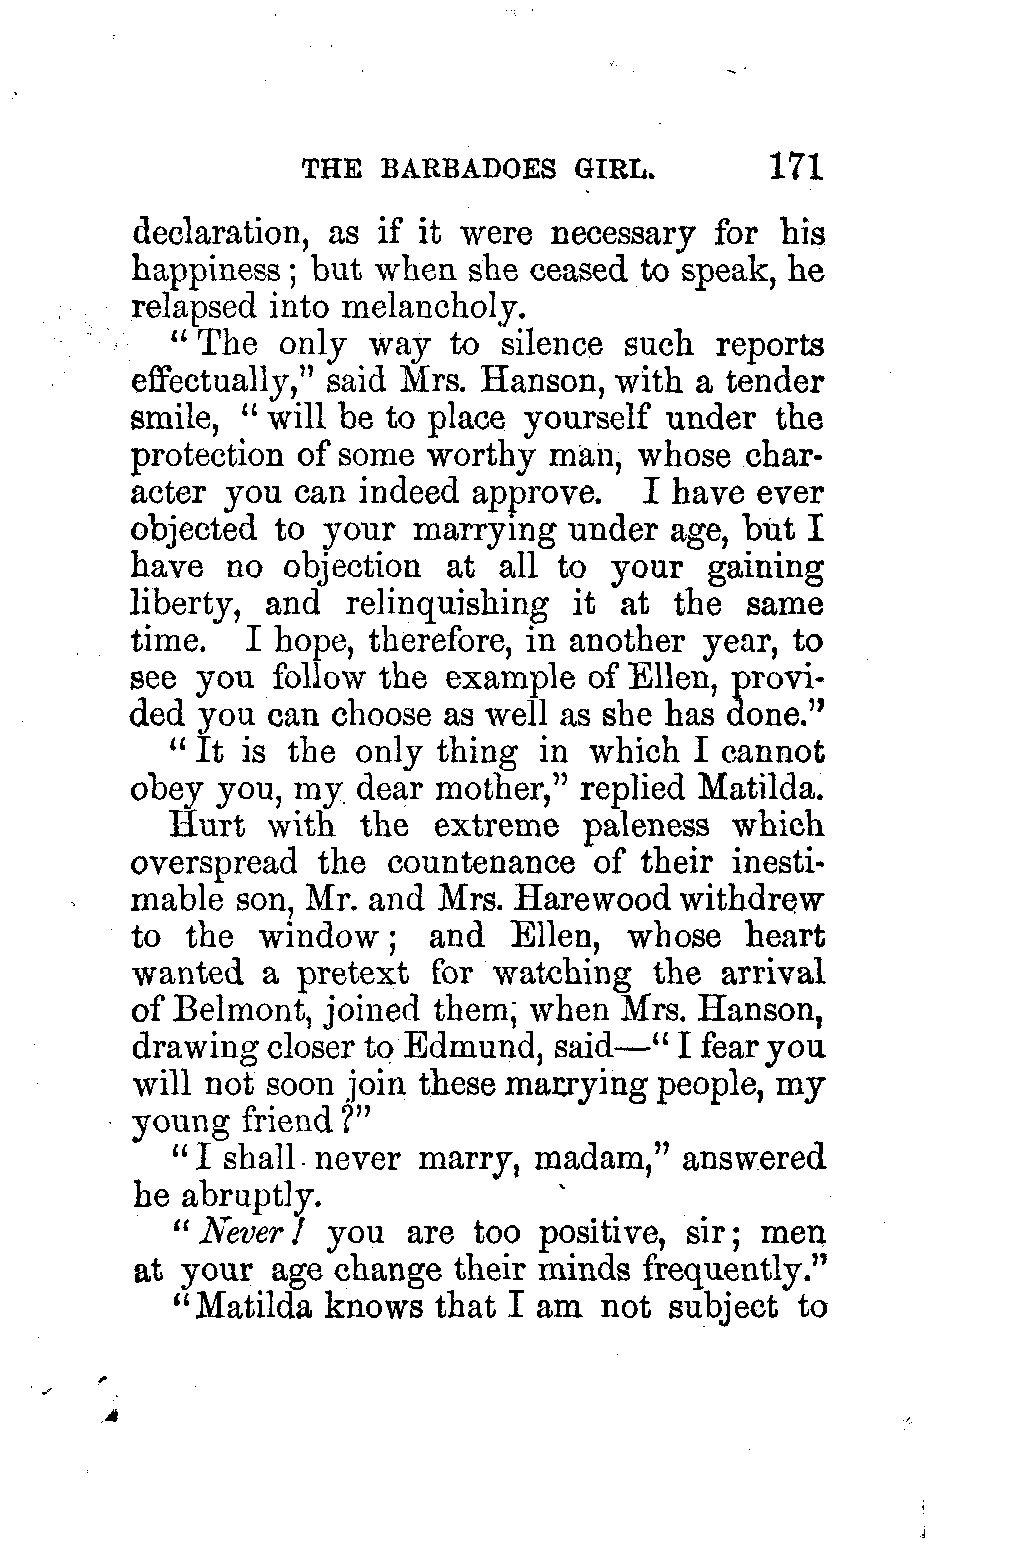 THE BARBADOES GIRL. 171
declaration, as if it were necessary for his
happiness; but when she ceased to speak, he
relapsed into melancholy.
"The only way to silence such reports
effectually," said Mrs. Hanson, with a tender
smile, "will be to place yourself under the
protection of some worthy man, whose char-
acter you can indeed approve. I have ever
objected to your marrying under age, but I
have no objection at all to your gaining
liberty, and relinquishing it at the same
time. I hope, therefore, in another year, to
see you follow the example of Ellen, provi-
ded you can choose as well as she has done."
"It is the only thing in which I cannot
obey you, my dear mother," replied Matilda.
Hurt with the extreme paleness which
overspread the countenance of their inesti-
mable son, Mr. and Mrs. Harewood withdrew
to the window; and Ellen, whose heart
wanted a pretext for watching the arrival
of Belmont, joined them; when Mrs. Hanson,
drawing closer to Edmund, said—"I fear you
will not soon join these marrying people, my
young friend?"
"I shall never marry, madam," answered
he abruptly.
"Never! you are too positive, sir; men
at your age change their minds frequently."
"Matilda knows that I am not subject to